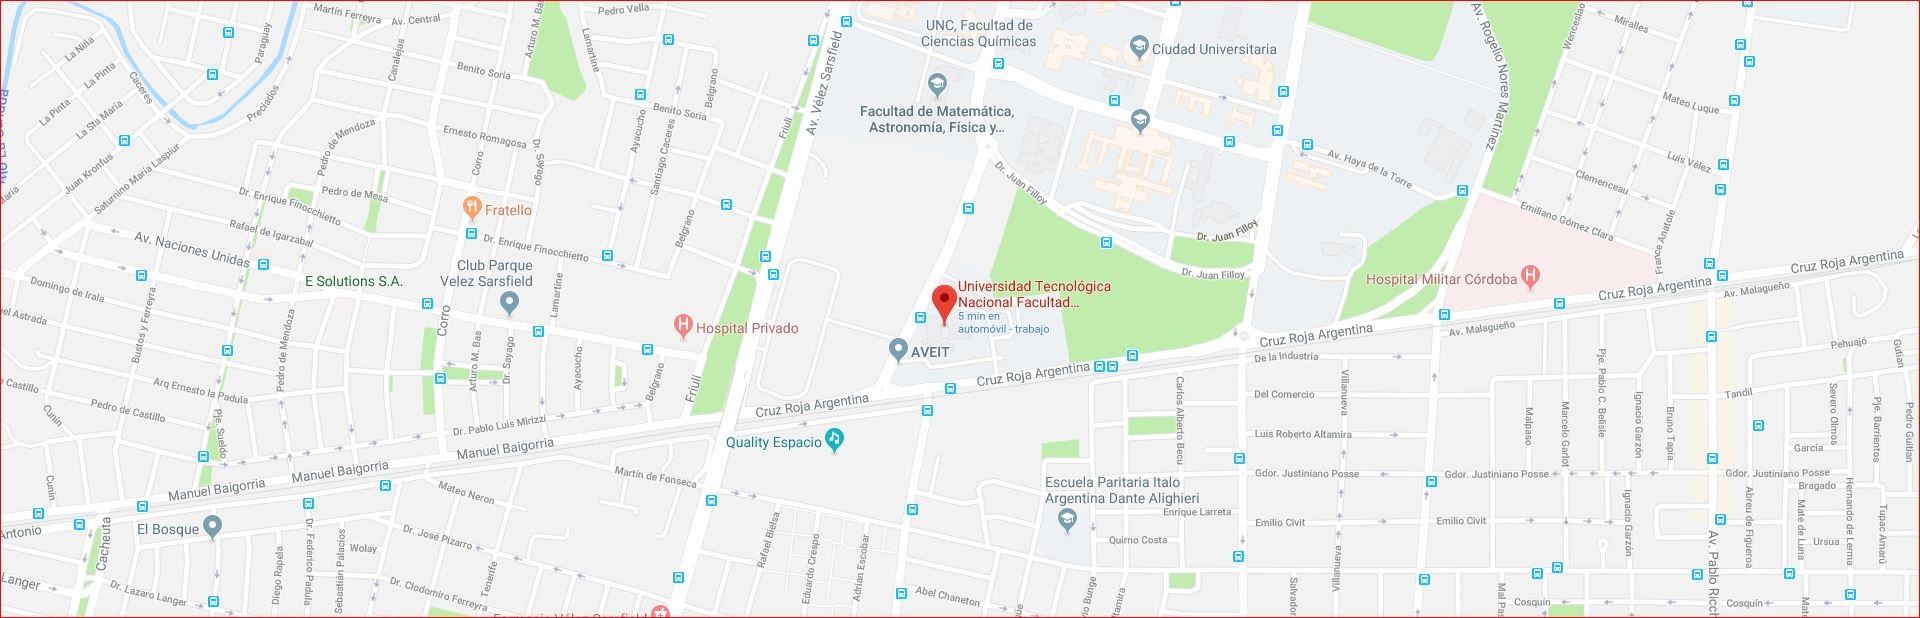 Martín Ferreyra
Av. Central
Pedro Vella
Arturo M. Bas
Av. Vélez Sarsfield
UNC, Facultad de
Ciencias Químicas
Ciudad Universitaria
Av. Rogelio Nores Martínez
Wenceslao
Miralles
La Niña
La Pinta
La Pinta
La Sta María
Cáceres
Paraguay
Preciados
Canalejas
Lamartine
Benito Soria
Benito Soria
Belgrano
Ayacucho
Santiago Caceres
Friuli
Facultad de Matemática,
Astronomía, Física y...
Mateo Luque
Luis Vélez
Clemenceau
Emiliano Gómez Clara
France Anatole
Juan Kronfus
Saturnino María Laspiur
Pedro de Mendoza
Ernesto Romagosa
Corro
Dr. Sayago
Dr. Juan Filloy
Av. Haya de la Torre
Dr. Enrique Finocchietto
Pedro de Mesa
Fratello
Rafael de Igarzabal
Av. Naciones Unidas
Dr. Enrique Finocchietto
Belgrano
Dr. Juan Filloy
Dr. Juan Filloy
Club Parque
Velez Sarsfield
E Solutions S.A.
Domingo de Irala
Bustos y Ferreyra
Lamartine
Hospital Privado
Universidad Tecnológica
Nacional Facultad...
5 min en
automóvil - trabajo
AVEIT
Hospital Militar Córdoba
Cruz Roja Argentina
Cruz Roja Argentina
Cruz Roja Argentina
Cruz Roja Argentina
Cruz Roja Argentina
Av. Malagueño
Av. Malagueño
Pehuajó
Gutian
Corro
Arturo M. Bas
Dr. Sayago
Ayacucho
Belgrano
Friuli
Pedro de Mendoza
Arq Ernesto la Padula
Pedro de Castillo
Cunin
Pje. Sueldo
Dr. Pablo Luis Mirizzi
Manuel Baigorria
Manuel Baigorria
Manuel Baigorria
Quality Espacio
De la Industria
Del Comercio
Luis Roberto Altamira
Gdor. Justiniano Posse
Gdor. Justiniano Posse
Gdor. Justiniano Posse
Carlos Alberto Becu
Villanueva
Malpaso
Marcelo Garlot
Pje. Pablo C. Belisle
Ignacio Garzón
Bruno Tapia
Tandil
Severo Olmos
Pje. Barrientos
Pedro Guitlan
García
Bragado
Martín de Fonseca
Mateo Neron
Cunin
El Bosque
Antonio
Cacheuta
Langer
Escuela Paritaria Italo
Argentina Dante Alighieri
Enrique Larreta
Quirno Costa
Emilio Civit
Emilio Civit
Ignacio Garzón
Abreu de Figueroa
Mate de Luna
Ursua
Hernando de Lerma
Tupac Amarú
Av. Pablo Ricch
Dr. José Pizarro
Dr. Federico Padula
Diego Rapela
Sebastián Palacios
Wolay
Tenerife
Dr. Clodomiro Ferreyra
Dr. Lazaro Langer
Rafael Bielsa
Eduardo Crespo
Adrian Escobar
Abel Chaneton
Villanueva
Salvador
Cosquín
Cosquín